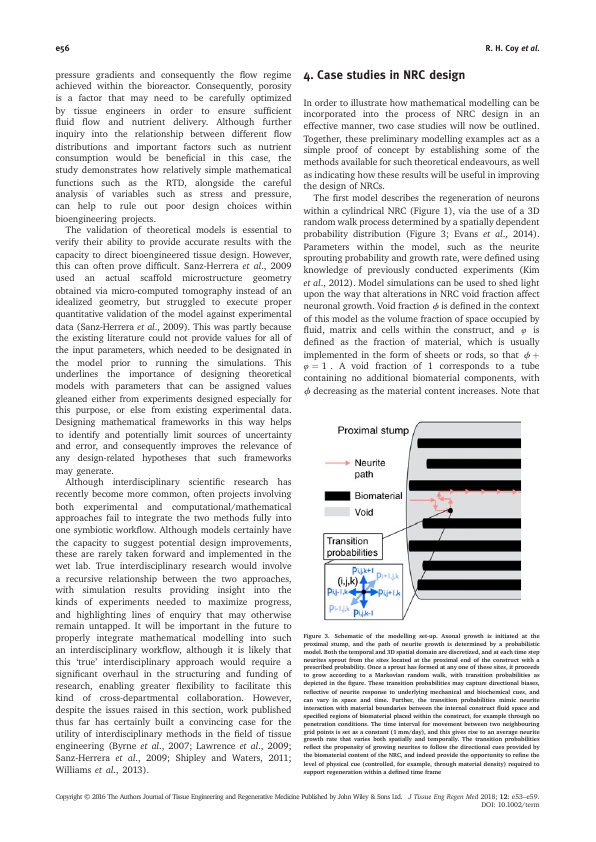 e56
R. H. Coy et al.
pressure gradients and consequently the flow regime
achieved within the bioreactor. Consequently, porosity
is a factor that may need to be carefully optimized
by tissue engineers in order to ensure sufficient
fluid flow and nutrient delivery. Although further
inquiry into the relationship between different flow
distributions and important factors such as nutrient
consumption would be beneficial in this case, the
study demonstrates how relatively simple mathematical
functions such as the RTD, alongside the careful
analysis of variables such as stress and pressure,
can help to rule out poor design choices within
bioengineering projects.
The validation of theoretical models is essential to
verify their ability to provide accurate results with the
capacity to direct bioengineered tissue design. However,
this can often prove difficult. Sanz-Herrera et al., 2009
used an actual scaffold microstructure geometry
obtained via micro-computed tomography instead of an
idealized geometry, but struggled to execute proper
quantitative validation of the model against experimental
data (Sanz-Herrera et al., 2009). This was partly because
the existing literature could not provide values for all of
the input parameters, which needed to be designated in
the model prior to running the simulations. This
underlines the importance of designing theoretical
models with parameters that can be assigned values
gleaned either from experiments designed especially for
this purpose, or else from existing experimental data.
Designing mathematical frameworks in this way helps
to identify and potentially limit sources of uncertainty
and error, and consequently improves the relevance of
any design-related hypotheses that such frameworks
may generate.
Although interdisciplinary scientific research has
recently become more common, often projects involving
both experimental and computational/mathematical
approaches fail to integrate the two methods fully into
one symbiotic workflow. Although models certainly have
the capacity to suggest potential design improvements,
these are rarely taken forward and implemented in the
wet lab. True interdisciplinary research would involve
a recursive relationship between the two approaches,
with simulation results providing insight into the
kinds of experiments needed to maximize progress,
and highlighting lines of enquiry that may otherwise
remain untapped. It will be important in the future to
properly integrate mathematical modelling into such
an interdisciplinary workflow, although it is likely that
this ‘true’ interdisciplinary approach would require a
significant overhaul in the structuring and funding of
research, enabling greater flexibility to facilitate this
kind of cross-departmental collaboration. However,
despite the issues raised in this section, work published
thus far has certainly built a convincing case for the
utility of interdisciplinary methods in the field of tissue
engineering (Byrne et al., 2007; Lawrence et al., 2009;
Sanz-Herrera et al., 2009; Shipley and Waters, 2011;
Williams et al., 2013).
4. Case studies in NRC design
In order to illustrate how mathematical modelling can be
incorporated into the process of NRC design in an
effective manner, two case studies will now be outlined.
Together, these preliminary modelling examples act as a
simple proof of concept by establishing some of the
methods available for such theoretical endeavours, as well
as indicating how these results will be useful in improving
the design of NRCs.
The first model describes the regeneration of neurons
within a cylindrical NRC (Figure 1), via the use of a 3D
random walk process determined by a spatially dependent
probability distribution (Figure 3; Evans et al., 2014).
Parameters within the model, such as the neurite
sprouting probability and growth rate, were defined using
knowledge of previously conducted experiments (Kim
et al., 2012). Model simulations can be used to shed light
upon the way that alterations in NRC void fraction affect
neuronal growth. Void fraction ϕ is defined in the context
of this model as the volume fraction of space occupied by
fluid, matrix and cells within the construct, and φ is
defined as the fraction of material, which is usually
implemented in the form of sheets or rods, so that ϕ +
φ = 1 . A void fraction of 1 corresponds to a tube
containing no additional biomaterial components, with
ϕ decreasing as the material content increases. Note that
Proximal stump
Neurite
path
Biomaterial
Void
Transition
probabilities
(i,j,k)
Pi,j,k+1
Pi+1,j,k
Pi,j-1,k
Pi,j+1,k
Pi-1,j,k
Pi,j,k-1
Figure 3. Schematic of the modelling set-up. Axonal growth is initiated at the
proximal stump, and the path of neurite growth is determined by a probabilistic
model. Both the temporal and 3D spatial domain are discretized, and at each time step
neurites sprout from the sites located at the proximal end of the construct with a
prescribed probability. Once a sprout has formed at any one of these sites, it proceeds
to grow according to a Markovian random walk, with transition probabilities as
depicted in the figure. These transition probabilities may capture directional biases,
reflective of neurite response to underlying mechanical and biochemical cues, and
can vary in space and time. Further, the transition probabilities mimic neurite
interaction with material boundaries between the internal construct fluid space and
specified regions of biomaterial placed within the construct, for example through no
penetration conditions. The time interval for movement between two neighbouring
grid points is set as a constant (1 mm/day), and this gives rise to an average neurite
growth rate that varies both spatially and temporally. The transition probabilities
reflect the propensity of growing neurites to follow the directional cues provided by
the biomaterial content of the NRC, and indeed provide the opportunity to refine the
level of physical cue (controlled, for example, through material density) required to
support regeneration within a defined time frame
Copyright © 2016 The Authors Journal of Tissue Engineering and Regenerative Medicine Published by John Wiley & Sons Ltd.
J Tissue Eng Regen Med 2018; 12: e53–e59.
DOI: 10.1002/term